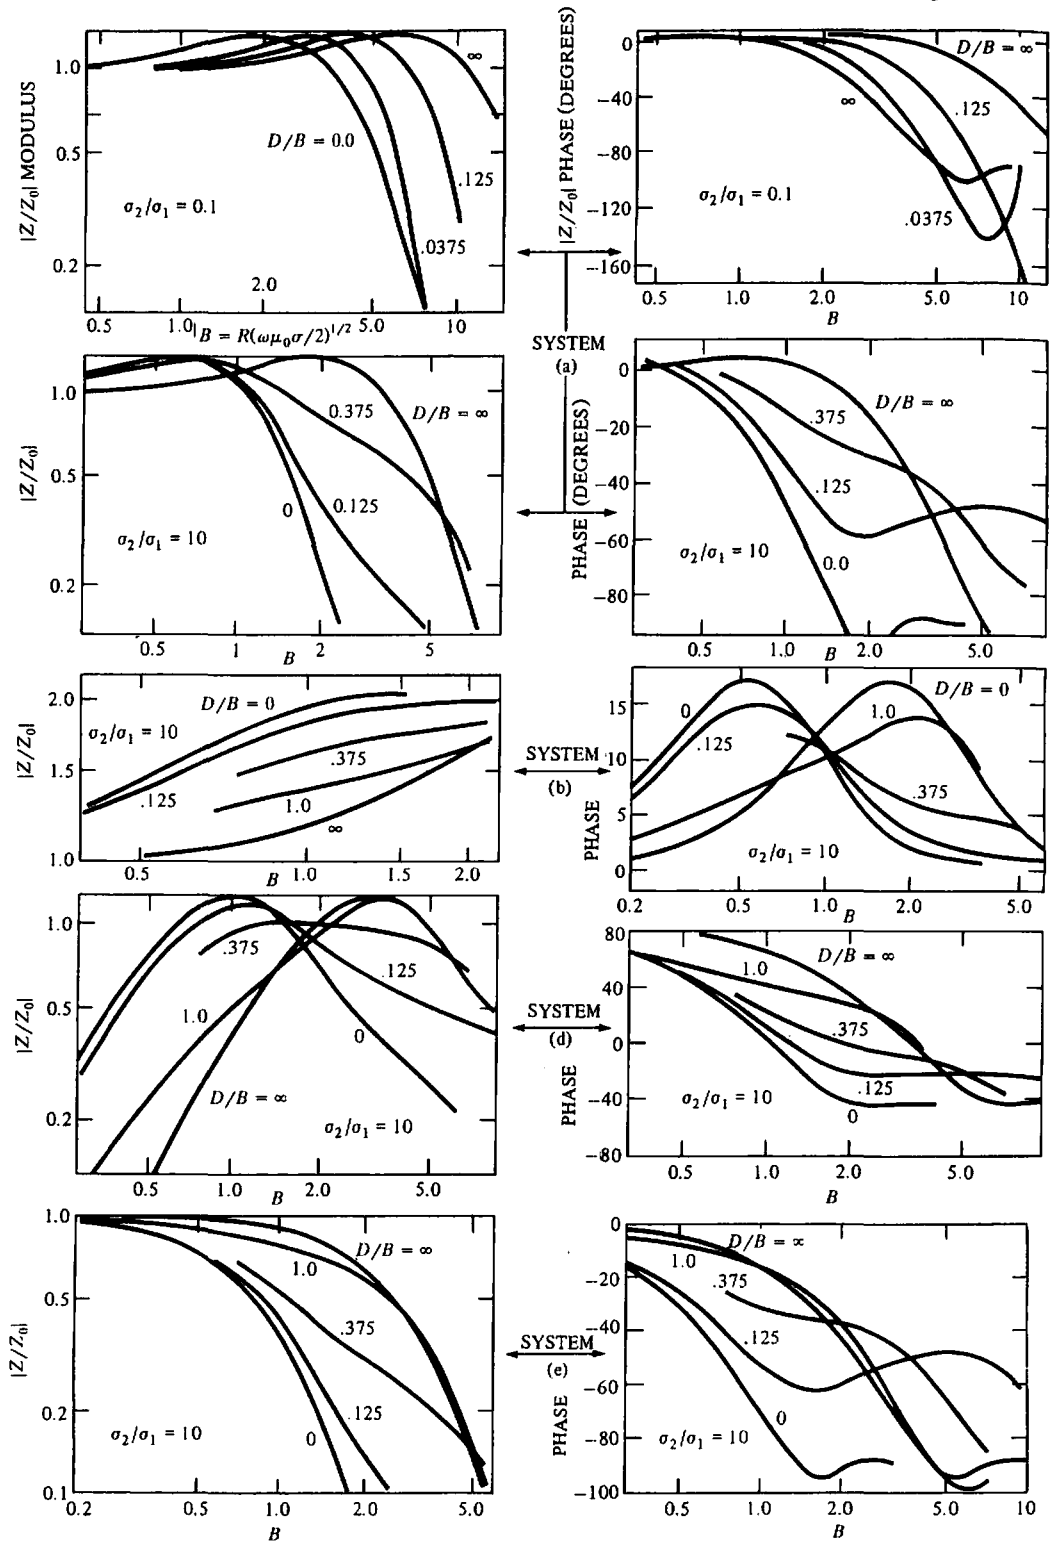 |Z/Z₀| MODULUS
1.0
0.5
0.2
∞
D/B = 0.0
.125
σ₂/σ₁ = 0.1
.0375
2.0
0.5
1.0
5.0
10
B = R(ωμ₀σ/2)^1/2
|Z/Z₀| PHASE (DEGREES)
0
−40
−80
−120
−160
D/B = ∞
∞
.125
σ₂/σ₁ = 0.1
.0375
0.5
1.0
2.0
5.0
10
B
SYSTEM
(a)
|Z/Z₀|
1.0
0.5
0.2
0.375
D/B = ∞
0
0.125
σ₂/σ₁ = 10
0.5
1
2
5
B
PHASE (DEGREES)
0
−20
−40
−60
−80
.375
D/B = ∞
.125
σ₂/σ₁ = 10
0.0
0.5
1.0
2.0
5.0
B
|Z/Z₀|
2.0
1.5
1.0
D/B = 0
σ₂/σ₁ = 10
.375
.125
1.0
∞
0.5
1.0
1.5
2.0
B
SYSTEM
(b)
PHASE
15
10
5
0
D/B = 0
0
1.0
.125
.375
σ₂/σ₁ = 10
0.2
0.5
1.0
2.0
5.0
B
|Z/Z₀|
1.0
0.5
0.2
.375
.125
1.0
0
D/B = ∞
σ₂/σ₁ = 10
0.5
1.0
2.0
5.0
B
SYSTEM
(d)
PHASE
80
40
0
−40
−80
D/B = ∞
1.0
.375
.125
σ₂/σ₁ = 10
0
0.5
1.0
2.0
5.0
B
|Z/Z₀|
1.0
0.5
0.2
0.1
D/B = ∞
1.0
.375
.125
σ₂/σ₁ = 10
0
0.2
0.5
1.0
2.0
5.0
B
SYSTEM
(e)
PHASE
0
−20
−40
−60
−80
−100
D/B = ∞
1.0
.375
.125
0
σ₂/σ₁ = 10
0.5
1.0
2.0
5.0
10
B